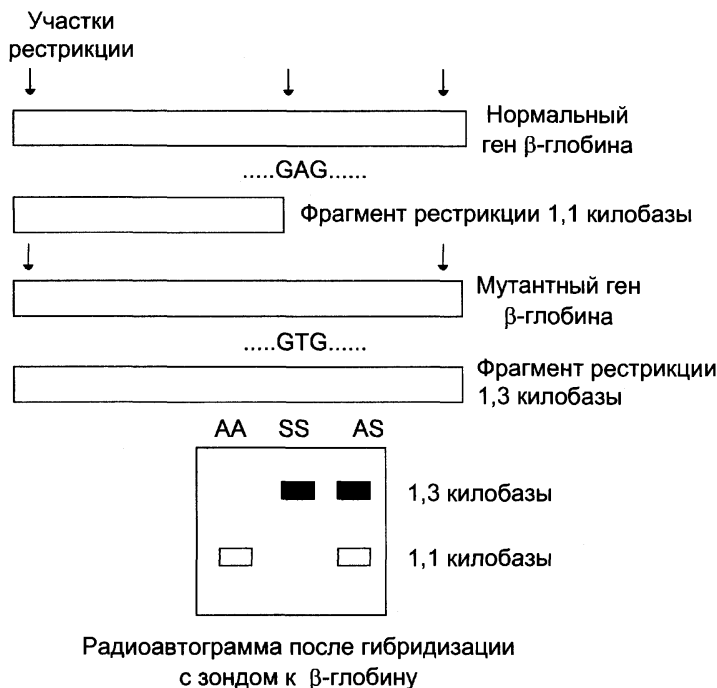 Участки
рестрикции
Нормальный
ген β-глобина
.....GAG......
Фрагмент рестрикции 1,1 килобазы
Мутантный ген
β-глобина
.....GTG......
Фрагмент рестрикции
1,3 килобазы
AA SS AS
1,3 килобазы
1,1 килобазы
Радиоавтограмма после гибридизации
с зондом к β-глобину